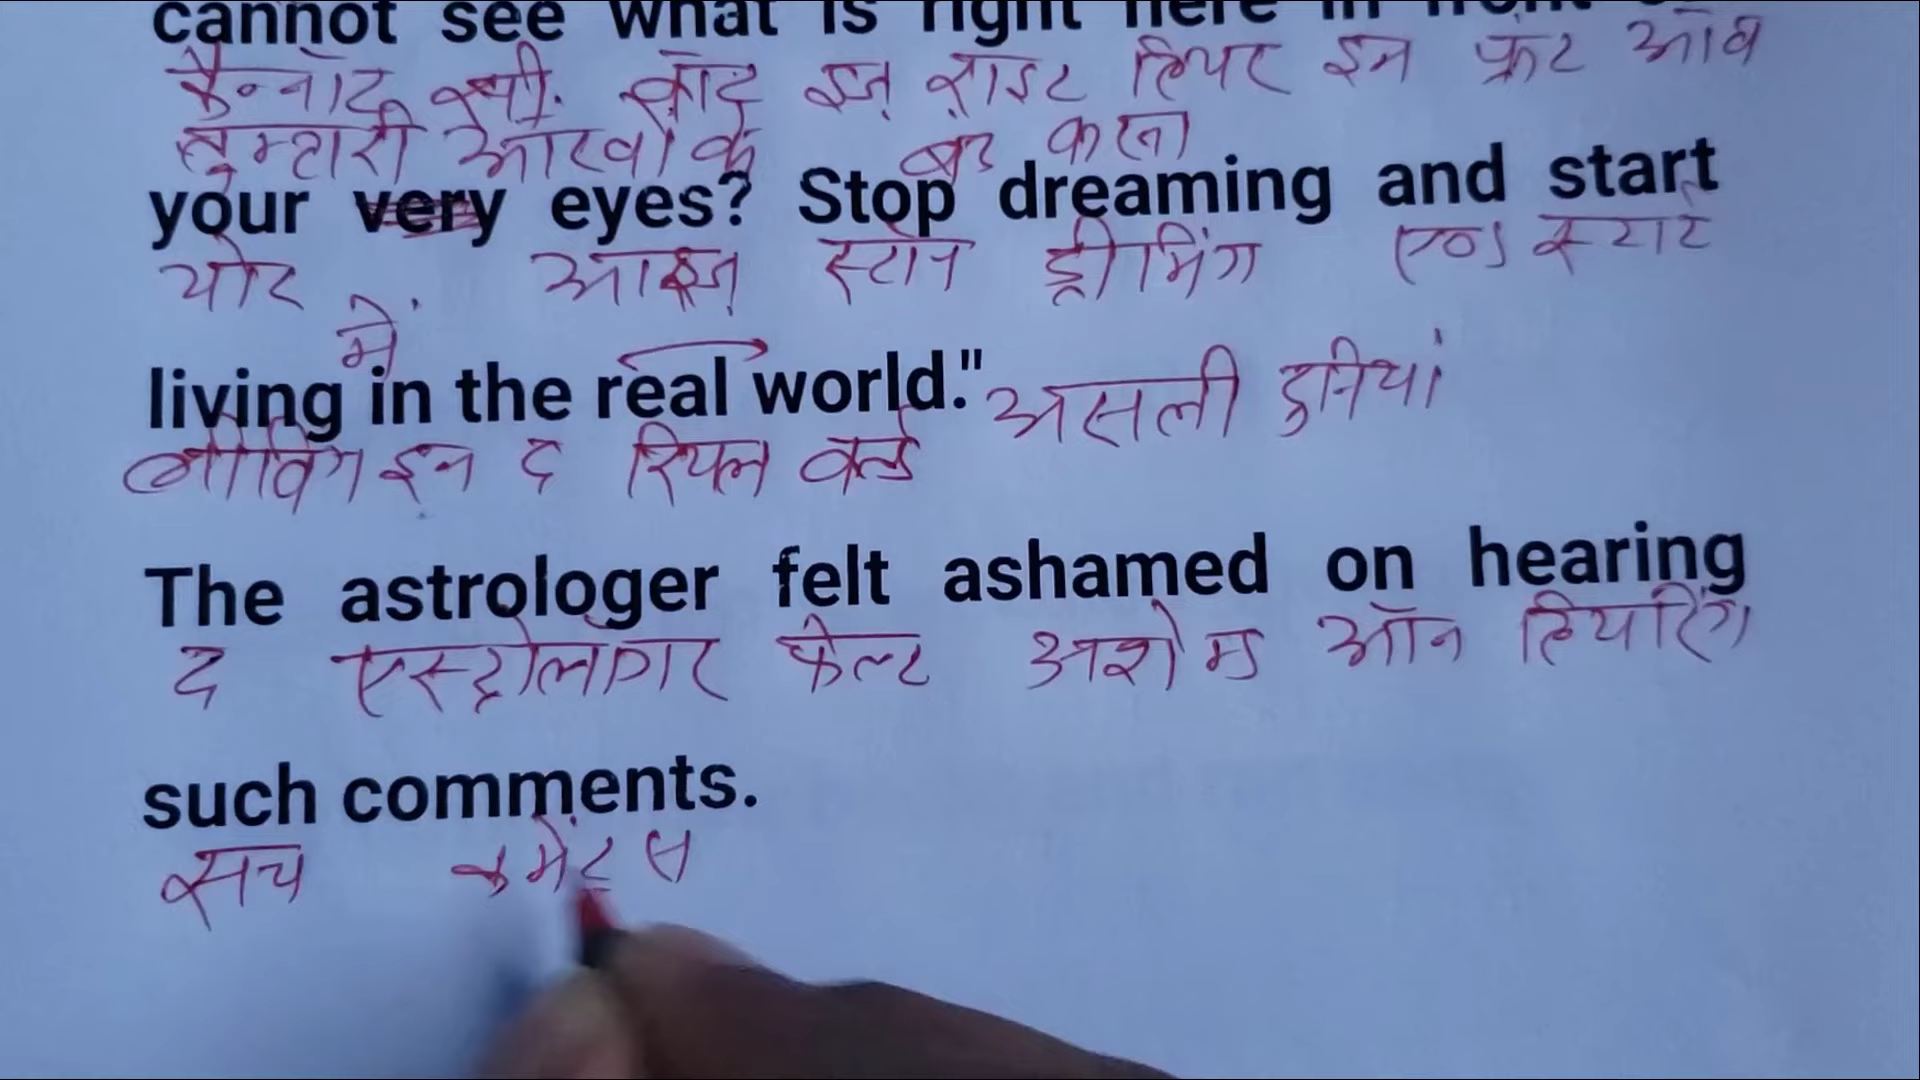 cannot see what is right here in front of
कैन्नॉट सी. वॉट इज़ राइट हियर इन फ्रंट ऑव
तुम्हारी आंखों के बंद करना
your very eyes? Stop dreaming and start
योर आइज़ स्टॉप ड्रीमिंग एण्ड स्टार्ट
में
living in the real world." असली दुनियां
लीविंग इन द रियल वर्ल्ड
The astrologer felt ashamed on hearing
द एस्ट्रोलॉगर फेल्ट अशेम्ड ऑन हियरिंग
such comments.
सच कमेंट्स